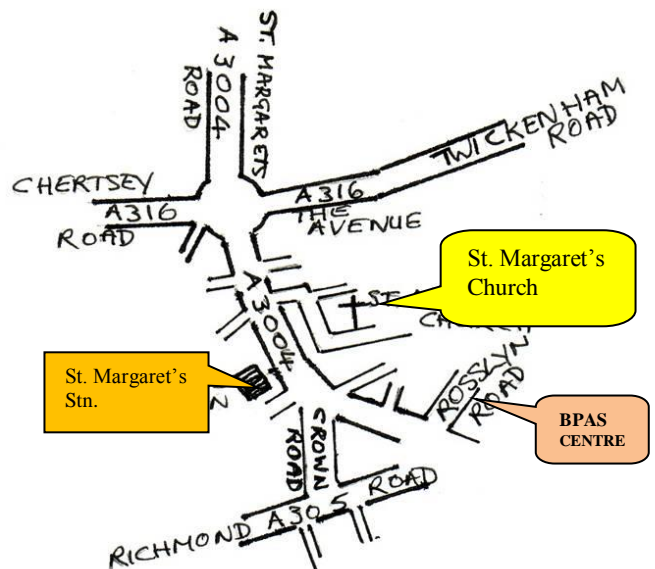 ST. MARGARETS
A 3004
ROAD
TWICKENHAM
ROAD
CHERTSEY
A316
ROAD
A316
THE
AVENUE
St. Margaret's
Church
A 3004
St. Margaret's
Stn.
ROSSLYN
ROAD
BPAS
CENTRE
CROWN
ROAD
RICHMOND A305 ROAD